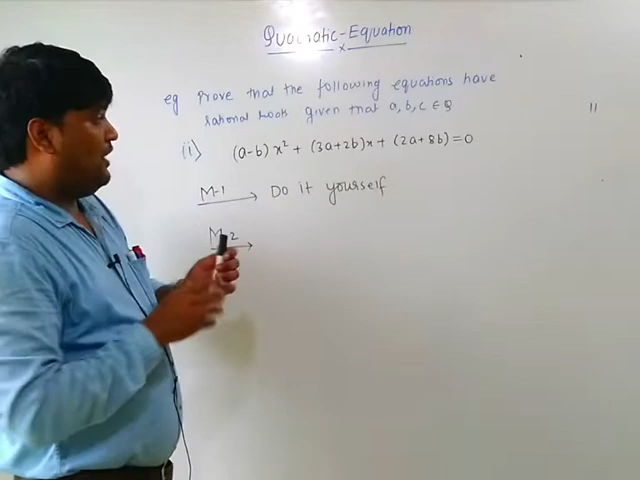 Quadratic-Equation
x
eg Prove that the following equations have
rational roots given that a, b, c ∈ Q
(i) (a-b)x² + (3a+2b)x + (2a+8b) = 0
M-1 → Do it yourself
M-2 →
11